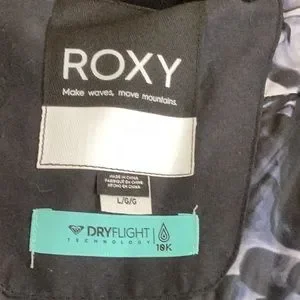 ROXY
Make waves, move mountains.
MADE IN CHINA
FABRIQUÉ EN CHINE
HECHO EN CHINA
L/G/G
DRYFLIGHT
TECHNOLOGY
10K